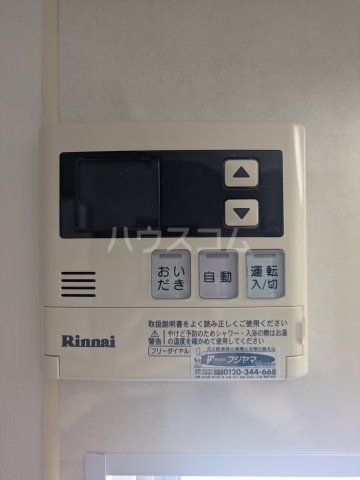 ハウスコム
おい
だき
自動
運転
入/切
Rinnai
取扱説明書をよく読み正しくご使用ください
警告
やけど予防のためシャワー・入浴の際はお湯
の温度を確かめて使用してください
フリーダイヤル
フジヤマ
0120-344-668